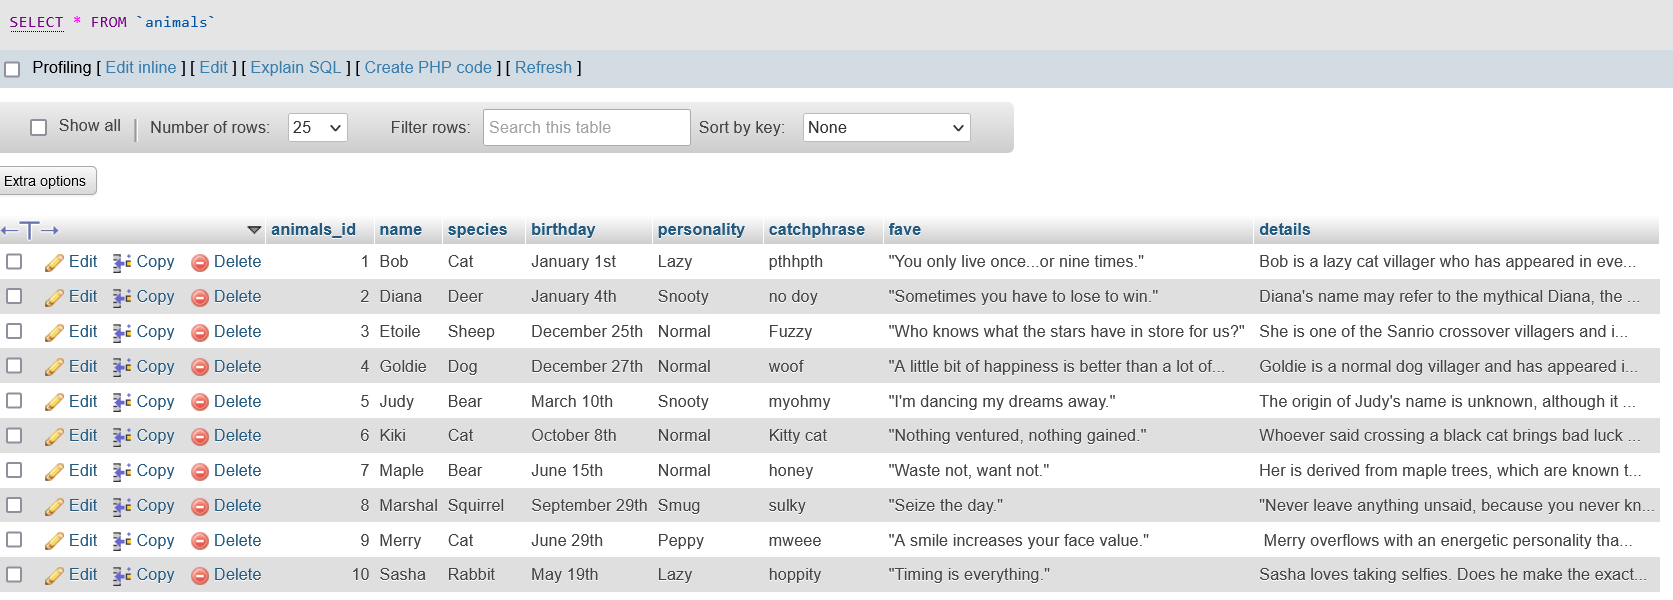 SELECT * FROM `animals`
Profiling [ Edit inline ] [ Edit ] [ Explain SQL ] [ Create PHP code ] [ Refresh ]
Show all Number of rows: 25 Filter rows: Search this table Sort by key: None
Extra options
animals_id name species birthday personality catchphrase fave details
Edit Copy Delete 1 Bob Cat January 1st Lazy pthhpth "You only live once...or nine times." Bob is a lazy cat villager who has appeared in eve...
Edit Copy Delete 2 Diana Deer January 4th Snooty no doy "Sometimes you have to lose to win." Diana's name may refer to the mythical Diana, the ...
Edit Copy Delete 3 Etoile Sheep December 25th Normal Fuzzy "Who knows what the stars have in store for us?" She is one of the Sanrio crossover villagers and i...
Edit Copy Delete 4 Goldie Dog December 27th Normal woof "A little bit of happiness is better than a lot of... Goldie is a normal dog villager and has appeared i...
Edit Copy Delete 5 Judy Bear March 10th Snooty myohmy "I'm dancing my dreams away." The origin of Judy's name is unknown, although it ...
Edit Copy Delete 6 Kiki Cat October 8th Normal Kitty cat "Nothing ventured, nothing gained." Whoever said crossing a black cat brings bad luck ...
Edit Copy Delete 7 Maple Bear June 15th Normal honey "Waste not, want not." Her is derived from maple trees, which are known t...
Edit Copy Delete 8 Marshal Squirrel September 29th Smug sulky "Seize the day." "Never leave anything unsaid, because you never kn...
Edit Copy Delete 9 Merry Cat June 29th Peppy mweee "A smile increases your face value." Merry overflows with an energetic personality tha...
Edit Copy Delete 10 Sasha Rabbit May 19th Lazy hoppity "Timing is everything." Sasha loves taking selfies. Does he make the exact...